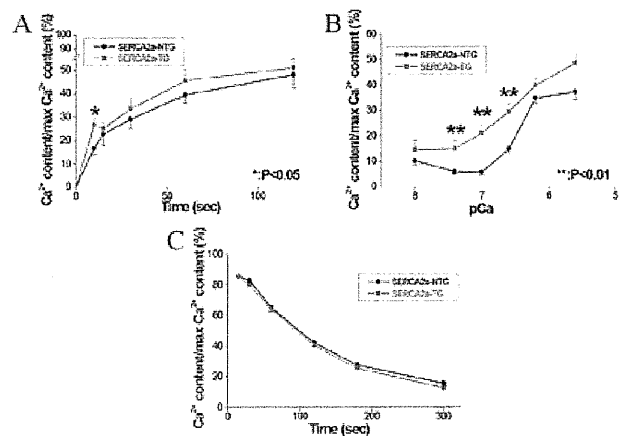 A
Ca²⁺ content/max Ca²⁺ content (%)
100
90
50
40
30
20
10
0
SERCA2a-NTG
SERCA2a-TG
*
*:P<0.05
0
50
100
Time (sec)
B
Ca²⁺ content/max Ca²⁺ content (%)
60
50
40
30
20
10
0
SERCA2a-NTG
SERCA2a-TG
**
**
**
**:P<0.01
8
7
6
5
pCa
C
Ca²⁺ content/max Ca²⁺ content (%)
100
80
60
40
20
0
SERCA2a-NTG
SERCA2a-TG
0
100
200
300
Time (sec)